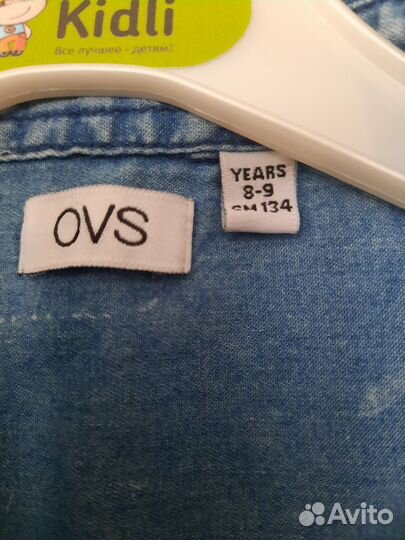 Kidli
Все лучшее - детям!
OVS
YEARS
8-9
CM 134
Avito